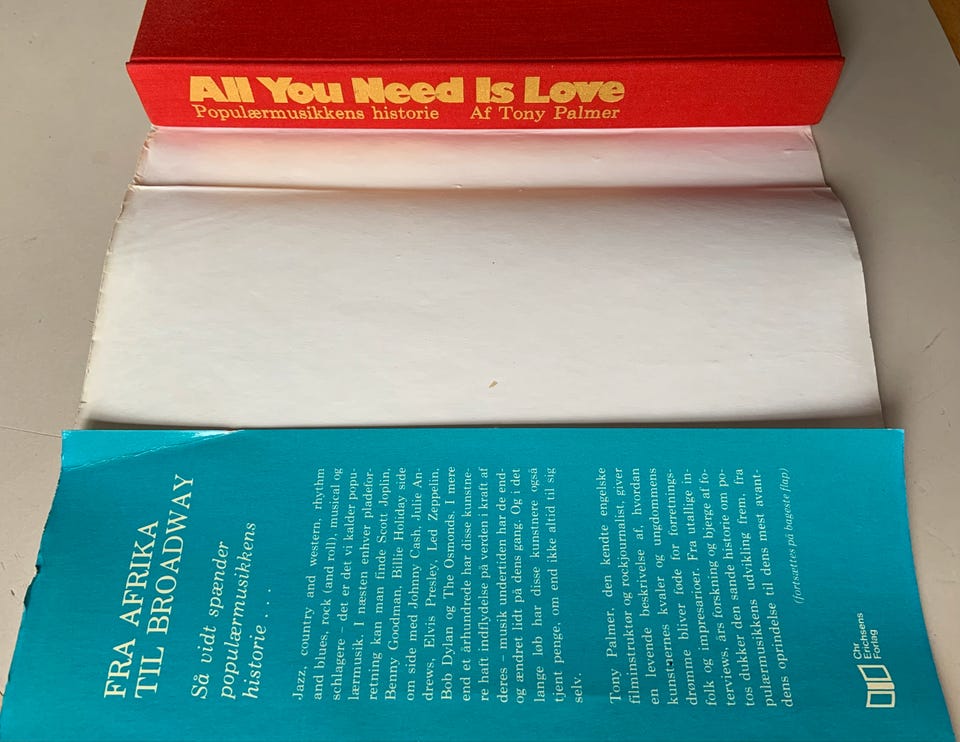 All You Need Is Love
Populærmusikkens historie Af Tony Palmer
FRA AFRIKA
TIL BROADWAY
Så vidt spænder
populærmusikkens
historie . . .
Jazz, country and western, rhythm
and blues, rock (and roll), musical og
schlagere – det er det vi kalder popu-
lærmusik. I næsten enhver pladefor-
retning kan man finde Scott Joplin,
Benny Goodman, Billie Holiday side
om side med Johnny Cash, Julie An-
drews, Elvis Presley, Led Zeppelin,
Bob Dylan og The Osmonds. I mere
end et århundrede har disse kunstne-
re haft indflydelse på verden i kraft af
deres – musik undertiden har de end-
og ændret lidt på dens gang. Og i det
lange løb har disse kunstnere også
tjent penge, om end ikke altid til sig
selv.
Tony Palmer, den kendte engelske
filminstruktør og rockjournalist, giver
en levende beskrivelse af, hvordan
kunstnernes kvaler og ungdommens
drømme bliver føde for forretnings-
folk og impresarioer. Fra utallige in-
terviews, års forskning og bjerge af fo-
tos dukker den sande historie om po-
pulærmusikkens udvikling frem, fra
dens oprindelse til dens mest avant-
(fortsættes på bageste flap)
Chr.
Erichsens
Forlag